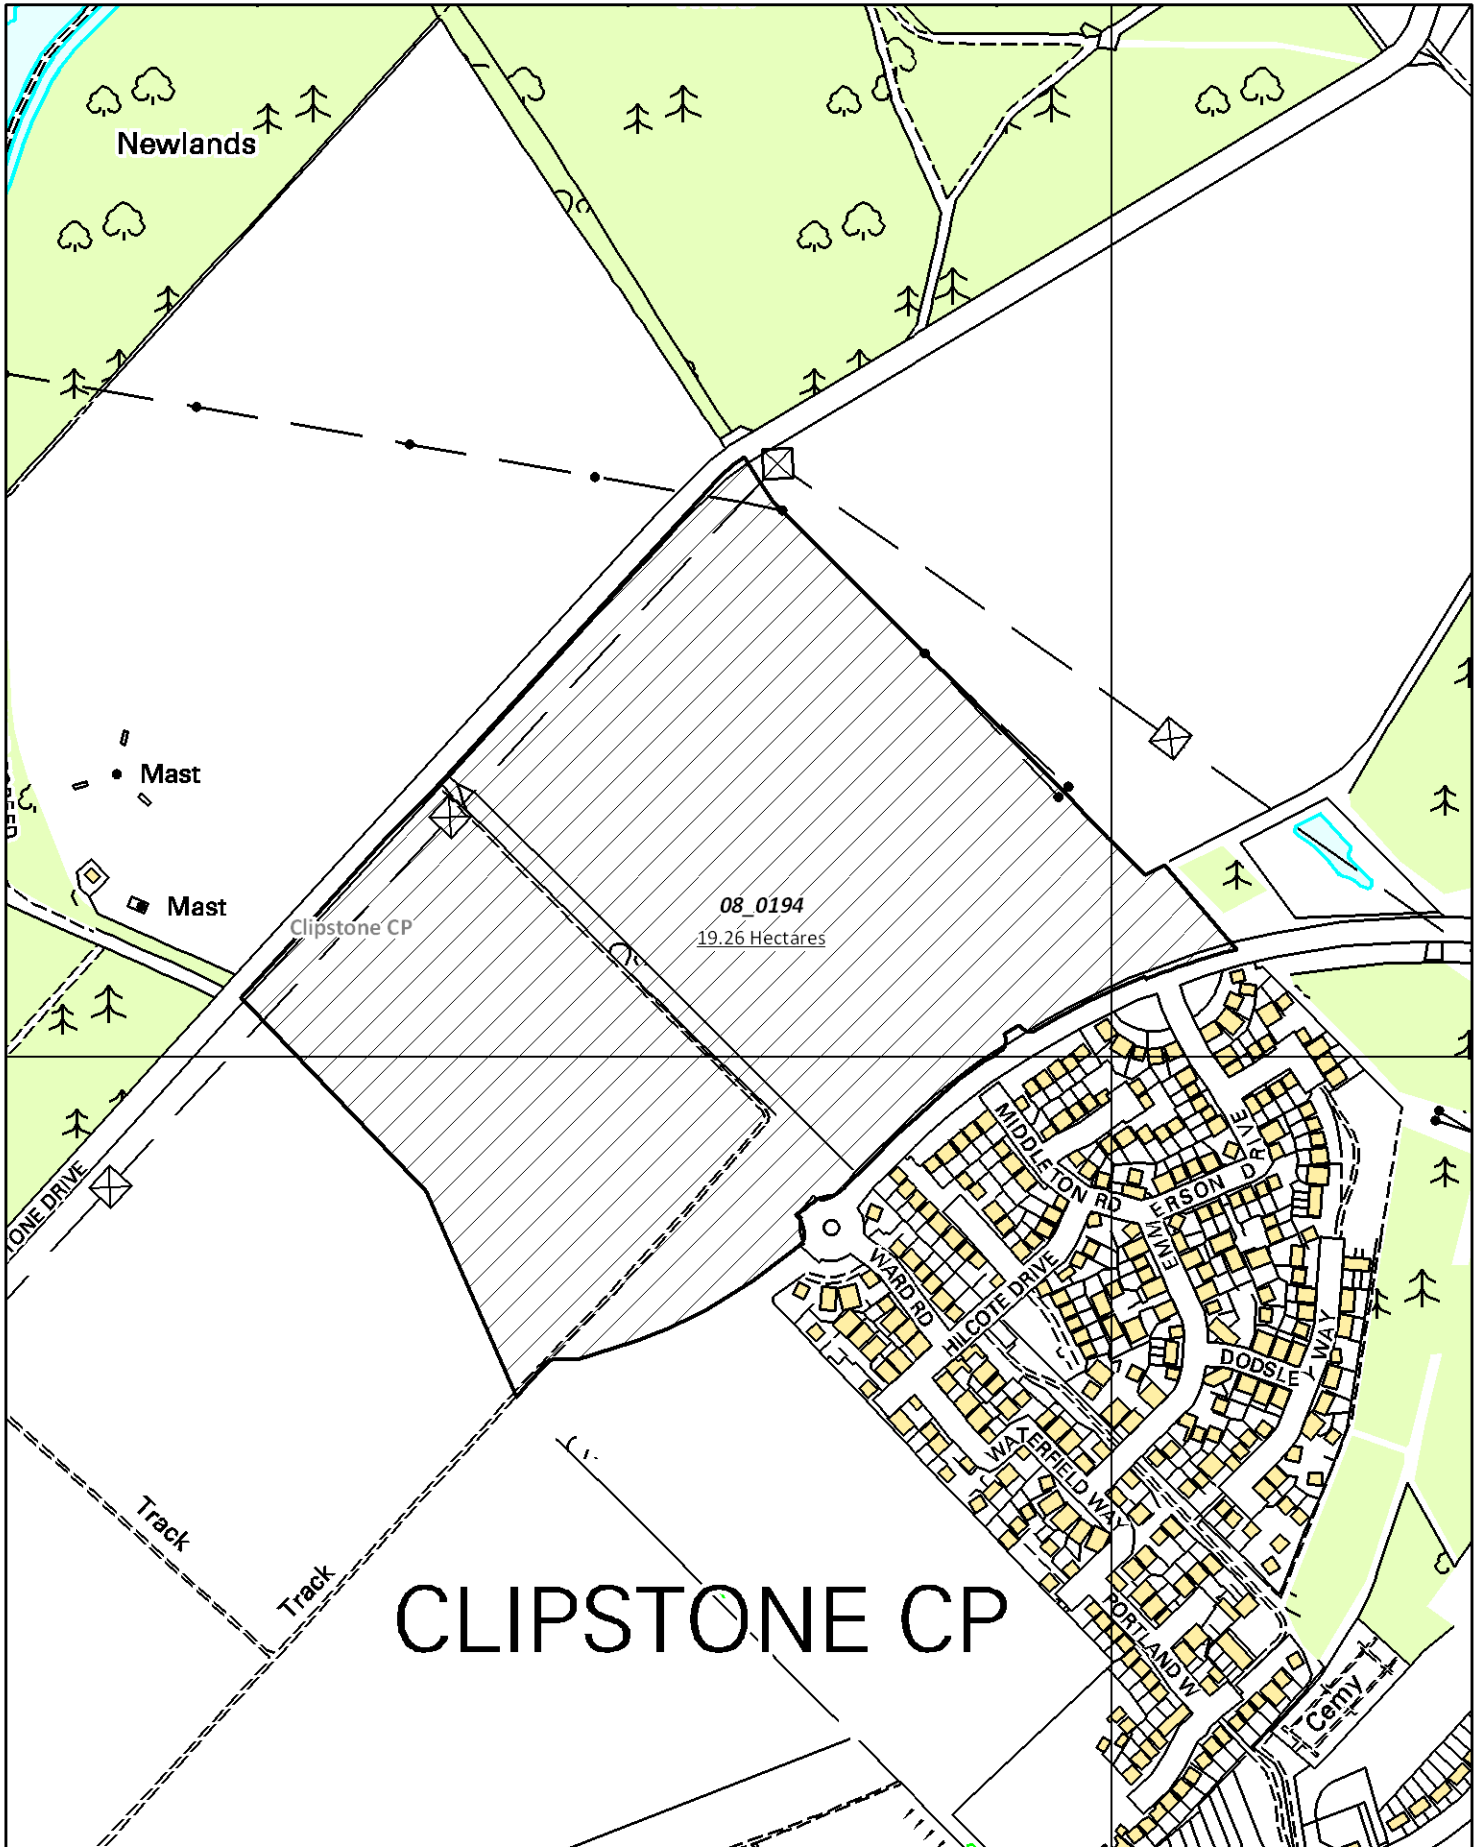 Newlands
Mast
Mast
Clipstone CP
08_0194
19.26 Hectares
TONE DRIVE
MIDDLETON RD
EMMERSON DRIVE
WARD RD
HILCOTE DRIVE
DODSLEY WAY
WATERFIELD WAY
PORTLAND W
Track
Track
CLIPSTONE CP
Cemy